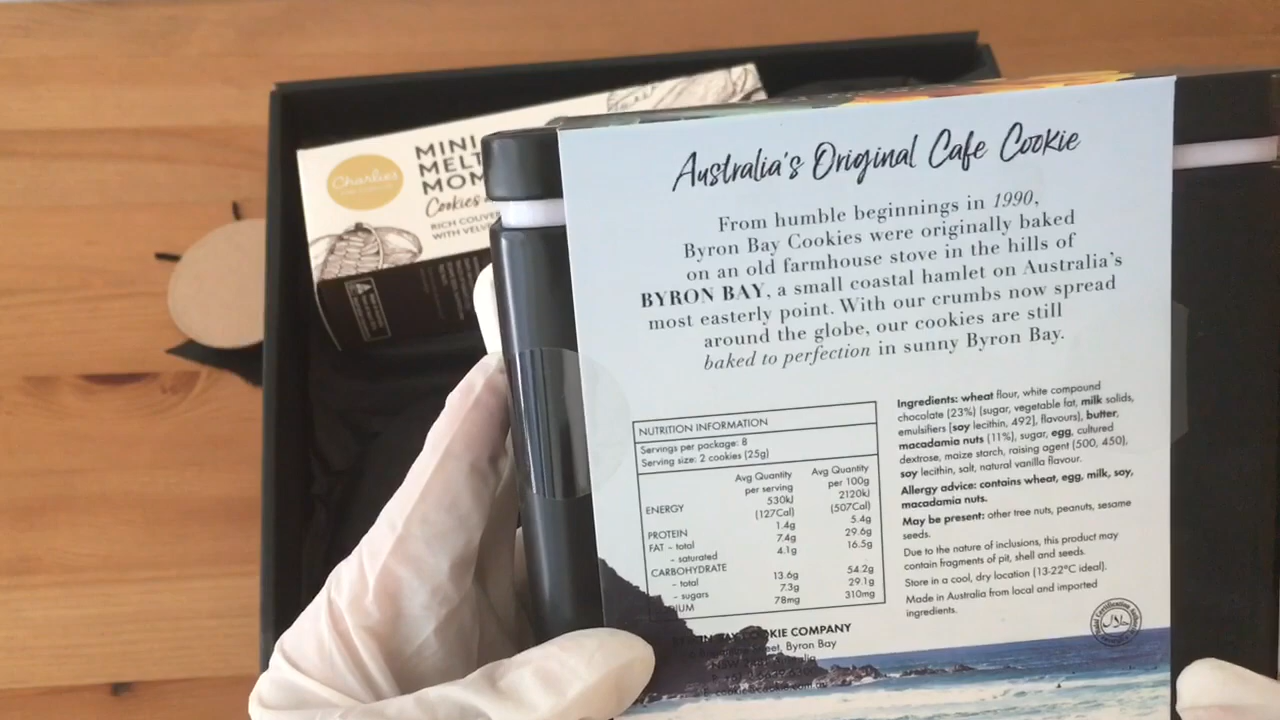 Charlie's
MINI
MELT
MOM
Cookies
RICH COUVE
WITH VELV
Australia's Original Cafe Cookie
From humble beginnings in 1990,
Byron Bay Cookies were originally baked
on an old farmhouse stove in the hills of
BYRON BAY, a small coastal hamlet on Australia's
most easterly point. With our crumbs now spread
around the globe, our cookies are still
baked to perfection in sunny Byron Bay.
NUTRITION INFORMATION
Servings per package: 8
Serving size: 2 cookies (25g)
Avg Quantity per serving Avg Quantity per 100g
ENERGY 530kJ 2120kJ
(127Cal) (507Cal)
PROTEIN 1.4g 5.4g
FAT – total 7.4g 29.6g
– saturated 4.1g 16.5g
CARBOHYDRATE
– total 13.6g 54.2g
– sugars 7.3g 29.1g
DIUM 78mg 310mg
Ingredients: wheat flour, white compound
chocolate (23%) (sugar, vegetable fat, milk solids,
emulsifiers [soy lecithin, 492], flavours), butter,
macadamia nuts (11%), sugar, egg, cultured
dextrose, maize starch, raising agent (500, 450),
soy lecithin, salt, natural vanilla flavour.
Allergy advice: contains wheat, egg, milk, soy,
macadamia nuts.
May be present: other tree nuts, peanuts, sesame
seeds.
Due to the nature of inclusions, this product may
contain fragments of pit, shell and seeds.
Store in a cool, dry location (13-22°C ideal).
Made in Australia from local and imported
ingredients.
حلال
BAY COOKIE COMPANY
Byron Bay